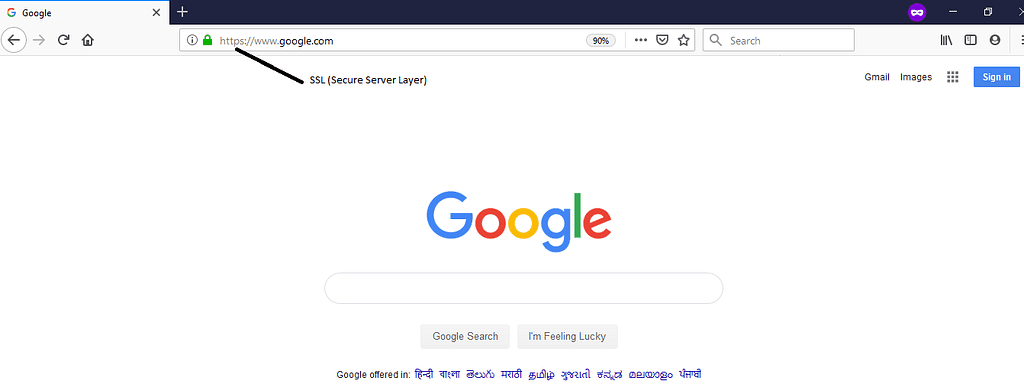 Google
https://www.google.com
90%
Search
SSL (Secure Server Layer)
Gmail Images
Sign in
Google
Google Search I'm Feeling Lucky
Google offered in: हिन्दी বাংলা తెలుగు मराठी தமிழ் ગુજરાતી ಕನ್ನಡ മലയാളം ਪੰਜਾਬੀ